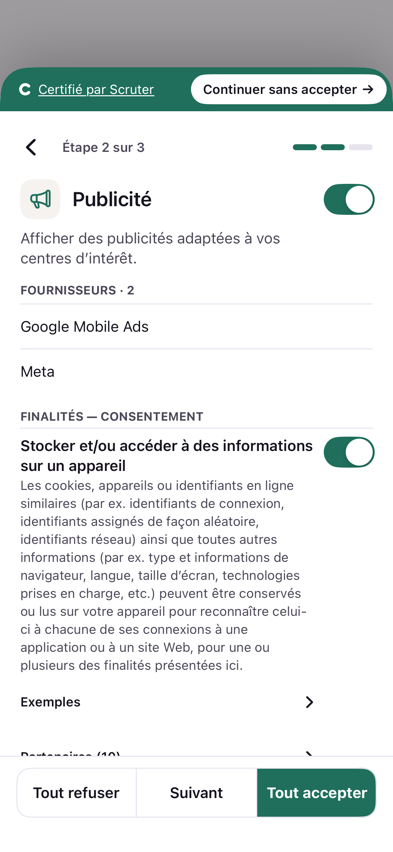 Certifié par Scruter
Continuer sans accepter →
Étape 2 sur 3
Publicité
Afficher des publicités adaptées à vos
centres d’intérêt.
FOURNISSEURS · 2
Google Mobile Ads
Meta
FINALITÉS — CONSENTEMENT
Stocker et/ou accéder à des informations
sur un appareil
Les cookies, appareils ou identifiants en ligne
similaires (par ex. identifiants de connexion,
identifiants assignés de façon aléatoire,
identifiants réseau) ainsi que toutes autres
informations (par ex. type et informations de
navigateur, langue, taille d’écran, technologies
prises en charge, etc.) peuvent être conservés
ou lus sur votre appareil pour reconnaître celui-
ci à chacune de ses connexions à une
application ou à un site Web, pour une ou
plusieurs des finalités présentées ici.
Exemples
Partenaires (10)
Tout refuser
Suivant
Tout accepter